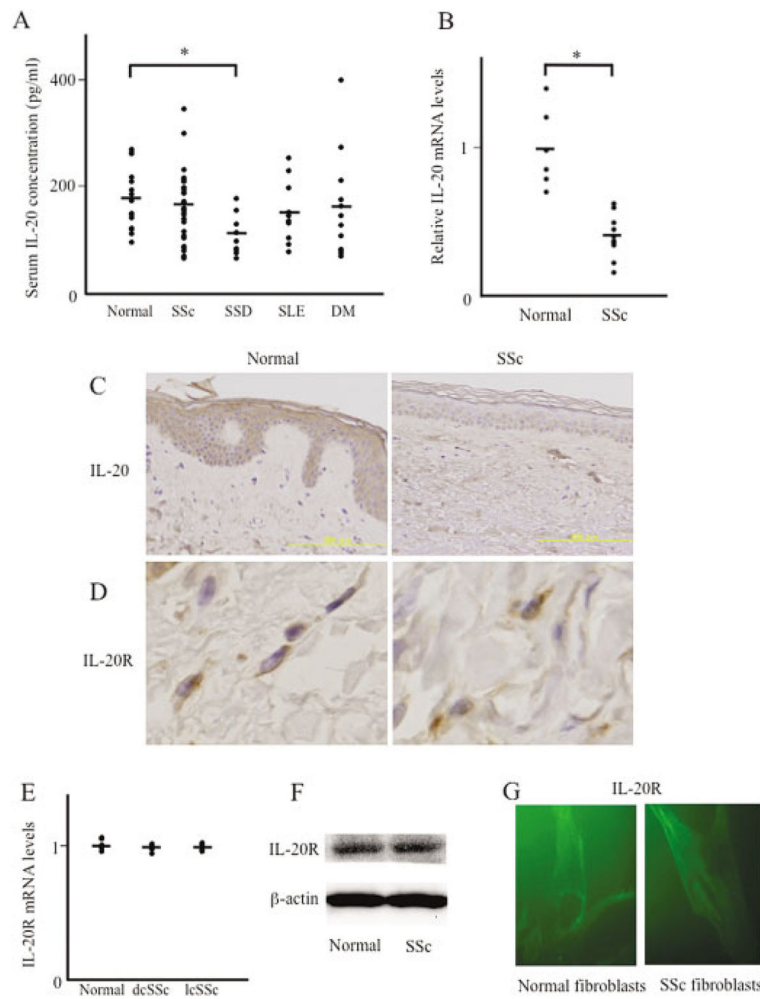 A
*
Serum IL-20 concentration (pg/ml)
400
200
0
Normal SSc SSD SLE DM
B
*
Relative IL-20 mRNA levels
1
0
Normal SSc
Normal SSc
C
IL-20
D
IL-20R
E
IL-20R mRNA levels
1
0
Normal dcSSc lcSSc
F
IL-20R
β-actin
Normal SSc
G
IL-20R
Normal fibroblasts SSc fibroblasts